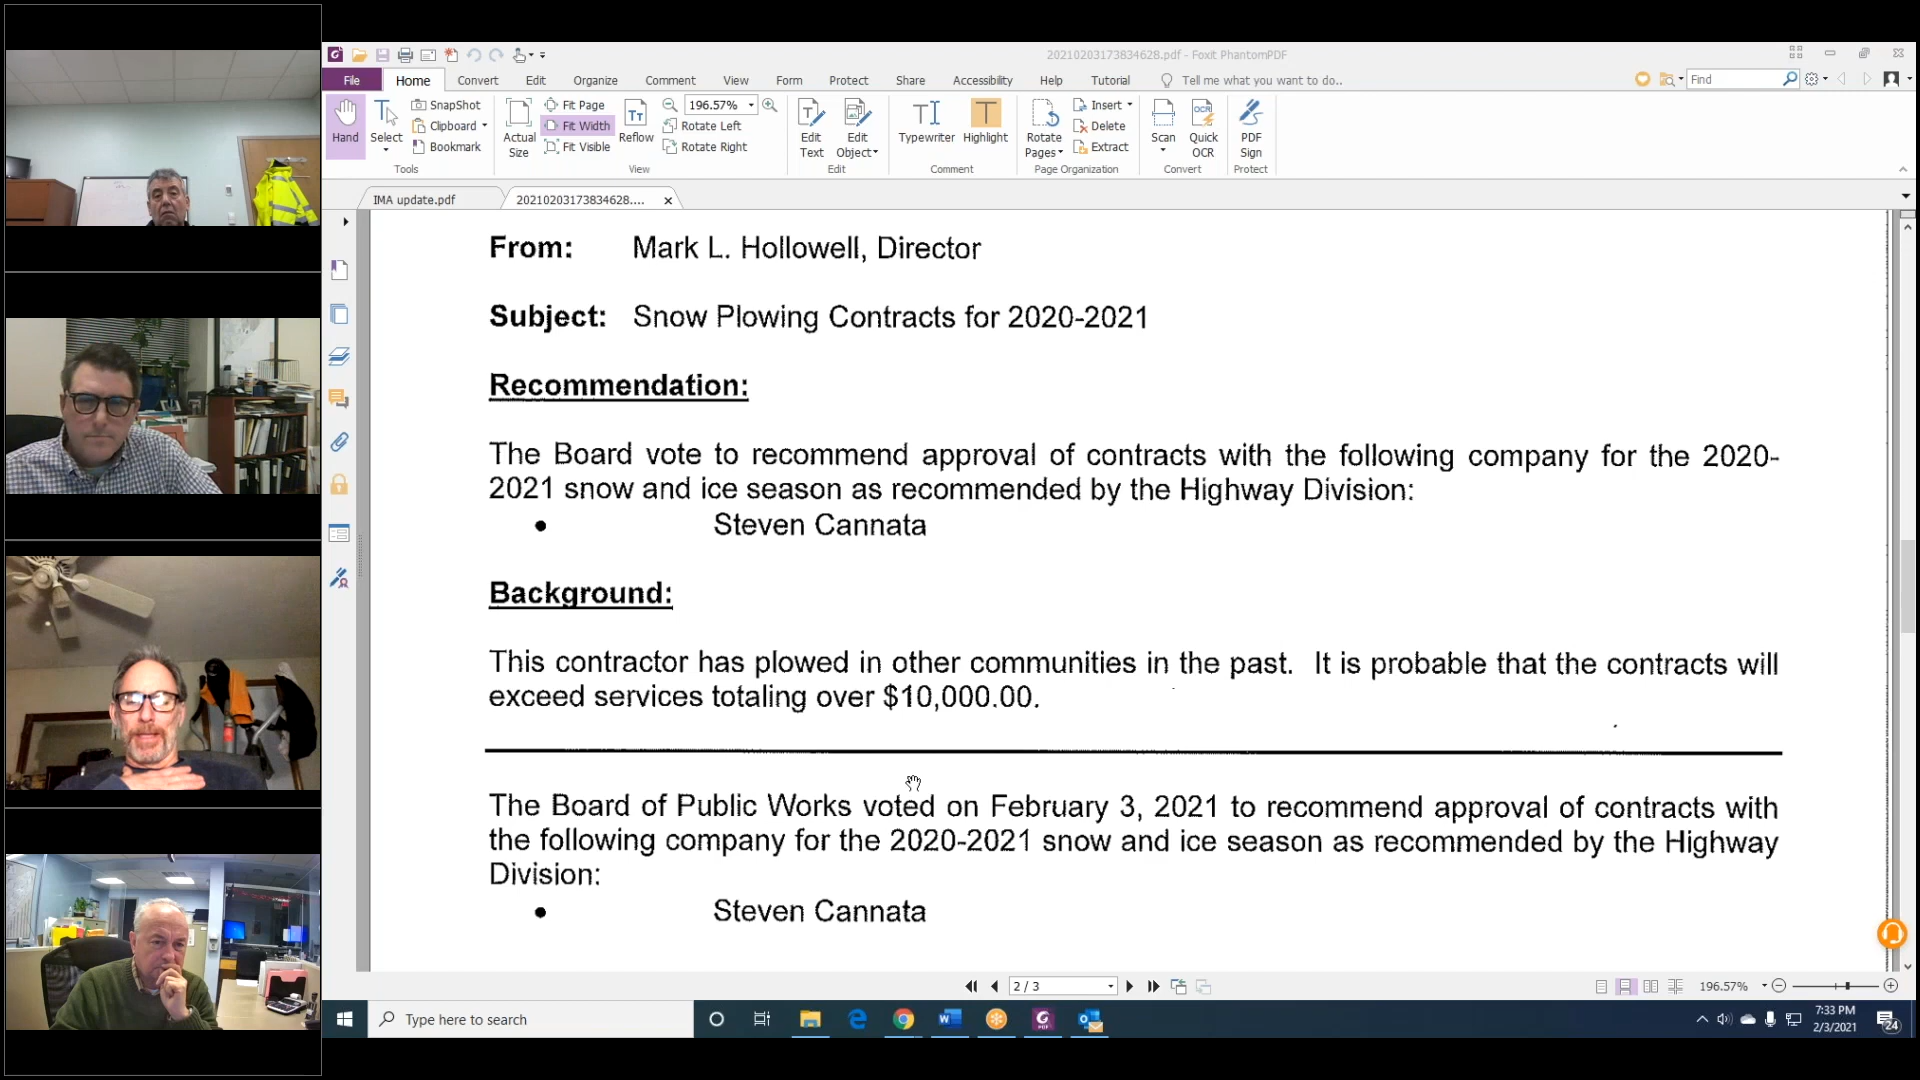 20210203173834628.pdf - Foxit PhantomPDF
File Home Convert Edit Organize Comment View Form Protect Share Accessibility Help Tutorial Tell me what you want to do.. Find
Hand
Select
SnapShot
Clipboard
Bookmark
Tools
Actual Size
Fit Page
Fit Width
Fit Visible
Reflow
196.57%
Rotate Left
Rotate Right
View
Edit Text
Edit Object
Edit
Typewriter
Highlight
Comment
Rotate Pages
Insert
Delete
Extract
Page Organization
Scan
Quick OCR
Convert
PDF Sign
Protect
IMA update.pdf
20210203173834628....
From: Mark L. Hollowell, Director
Subject: Snow Plowing Contracts for 2020-2021
Recommendation:
The Board vote to recommend approval of contracts with the following company for the 2020-
2021 snow and ice season as recommended by the Highway Division:
• Steven Cannata
Background:
This contractor has plowed in other communities in the past. It is probable that the contracts will
exceed services totaling over $10,000.00.
The Board of Public Works voted on February 3, 2021 to recommend approval of contracts with
the following company for the 2020-2021 snow and ice season as recommended by the Highway
Division:
• Steven Cannata
2 / 3
196.57%
Type here to search
7:33 PM
2/3/2021
24